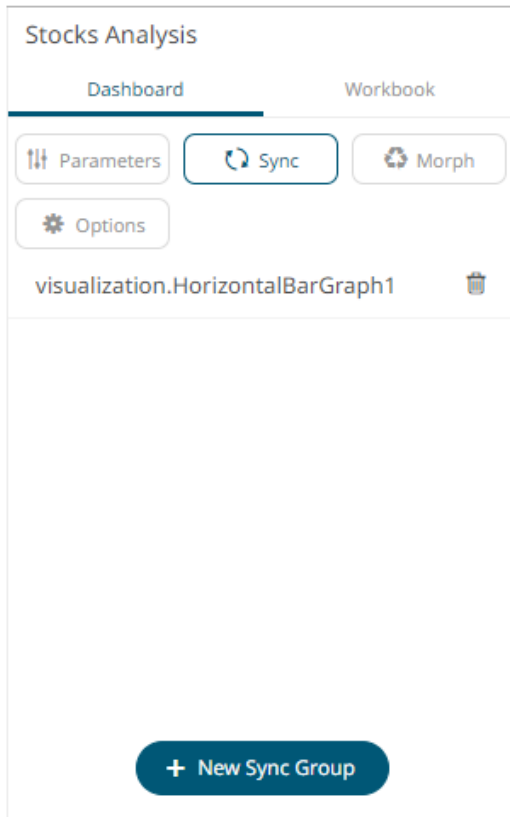 Stocks Analysis
Dashboard Workbook
Parameters Sync Morph
Options
visualization.HorizontalBarGraph1
+ New Sync Group